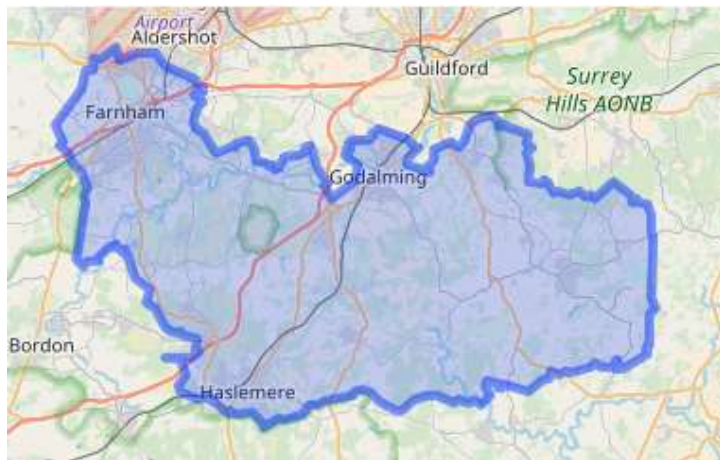 Airport
Aldershot
Guildford
Surrey
Hills AONB
Farnham
Godalming
Bordon
Haslemere